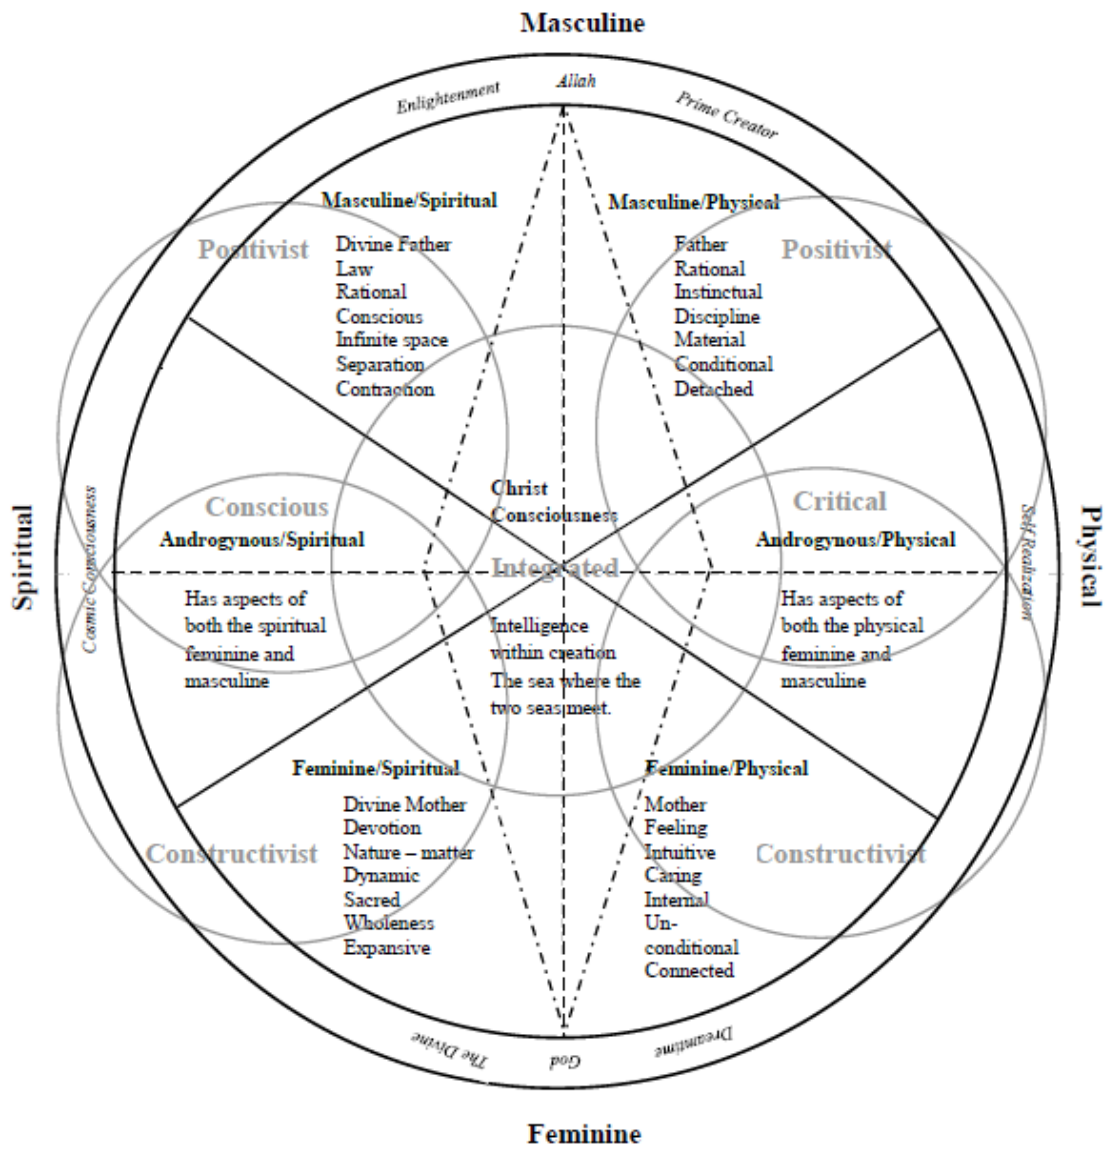 Masculine
Enlightenment
Allah
Prime Creator
Masculine/Spiritual
Positivist
Divine Father
Law
Rational
Conscious
Infinite space
Separation
Contraction
Masculine/Physical
Positivist
Father
Rational
Instinctual
Discipline
Material
Conditional
Detached
Spiritual
Cosmic Consciousness
Conscious
Androgynous/Spiritual
Has aspects of
both the spiritual
feminine and
masculine
Christ
Consciousness
Integrated
Intelligence
within creation
The sea where the
two seas meet.
Critical
Androgynous/Physical
Has aspects of
both the physical
feminine and
masculine
Self Realization
Physical
Feminine/Spiritual
Divine Mother
Devotion
Nature – matter
Dynamic
Sacred
Wholeness
Expansive
Constructivist
Feminine/Physical
Mother
Feeling
Intuitive
Caring
Internal
Un-
conditional
Connected
Constructivist
The Divine
God
Dreamtime
Feminine